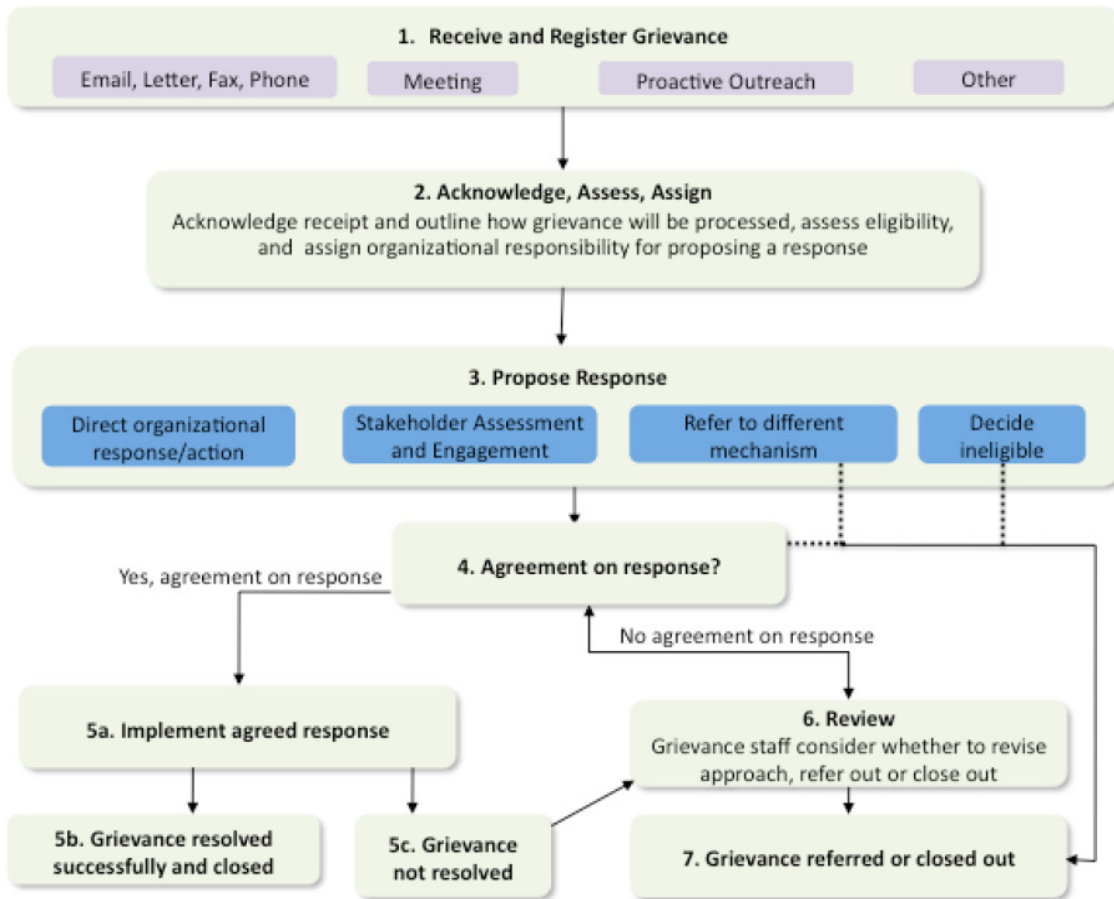 1. Receive and Register Grievance
Email, Letter, Fax, Phone
Meeting
Proactive Outreach
Other
2. Acknowledge, Assess, Assign
Acknowledge receipt and outline how grievance will be processed, assess eligibility,
and assign organizational responsibility for proposing a response
3. Propose Response
Direct organizational
response/action
Stakeholder Assessment
and Engagement
Refer to different
mechanism
Decide
ineligible
4. Agreement on response?
Yes, agreement on response
No agreement on response
5a. Implement agreed response
6. Review
Grievance staff consider whether to revise
approach, refer out or close out
5b. Grievance resolved
successfully and closed
5c. Grievance
not resolved
7. Grievance referred or closed out